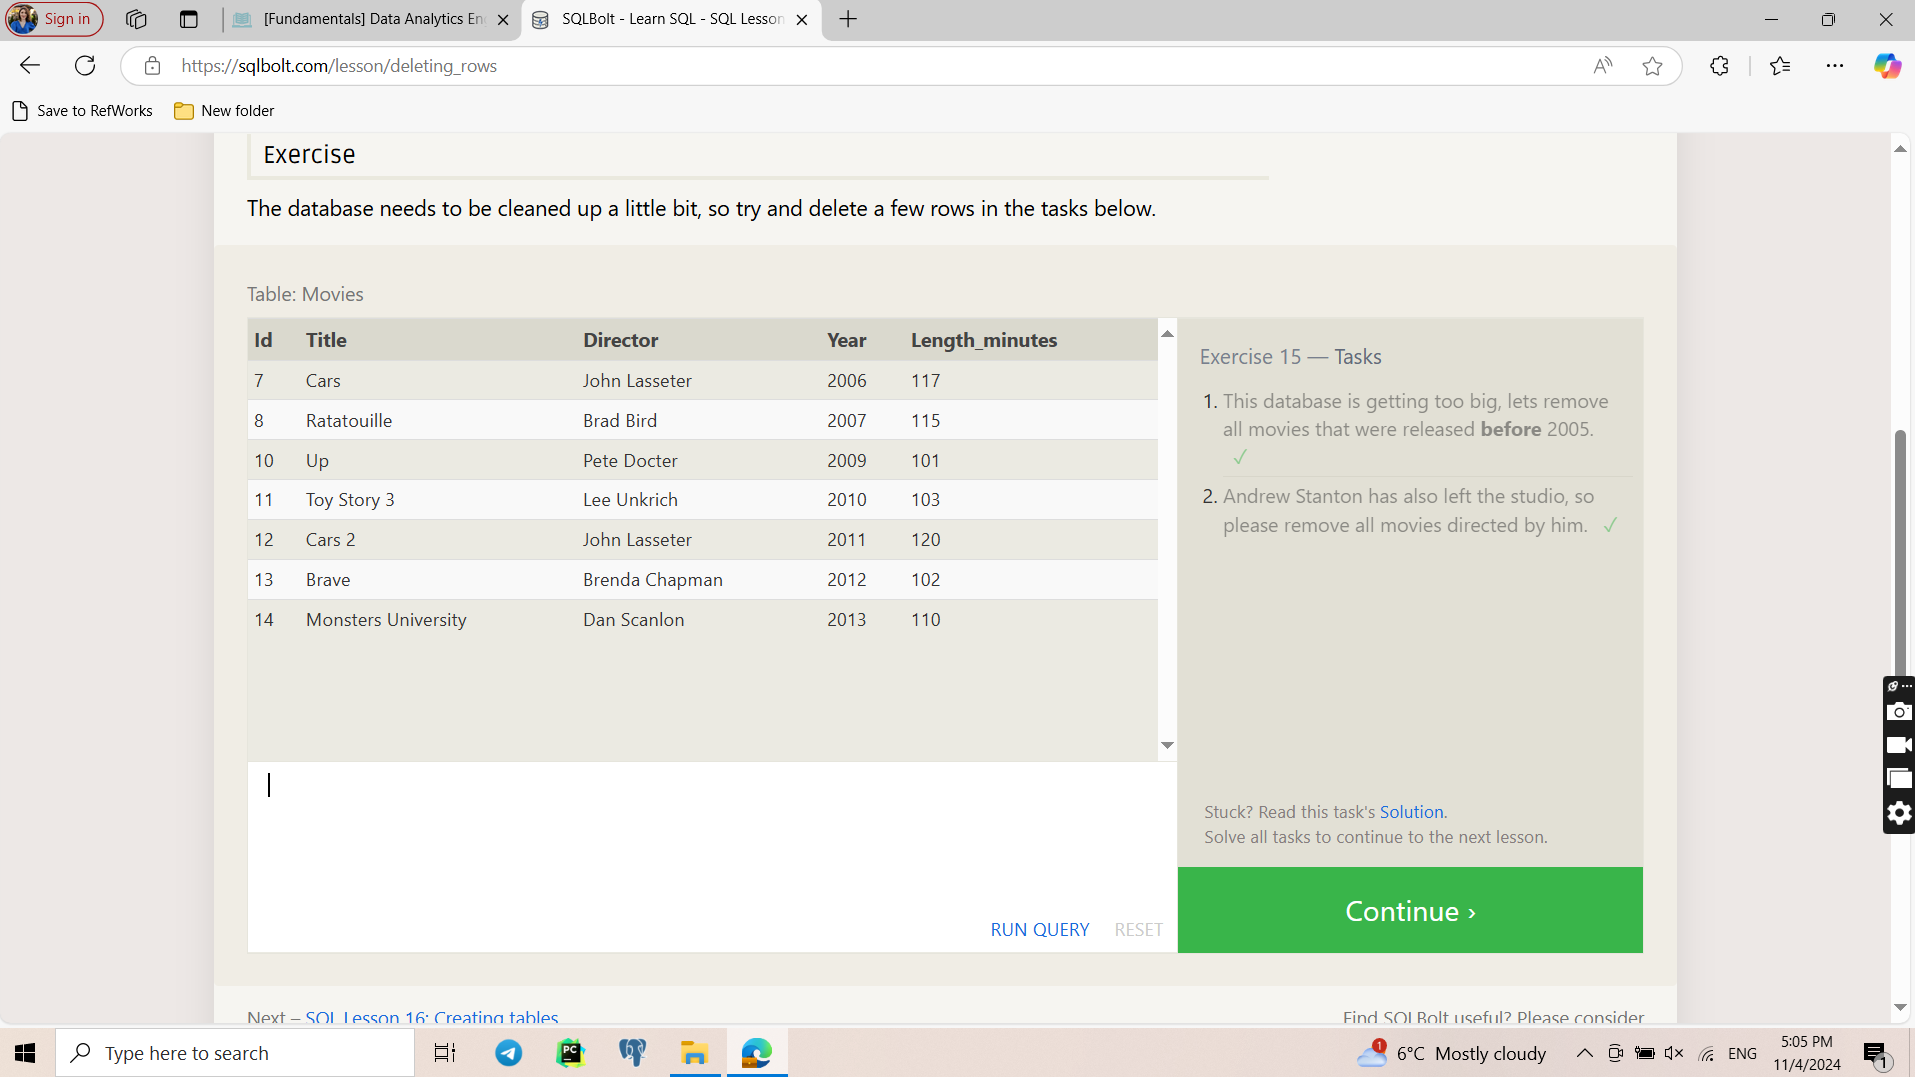 Sign in
[Fundamentals] Data Analytics En
SQLBolt - Learn SQL - SQL Lesson
https://sqlbolt.com/lesson/deleting_rows
Save to RefWorks
New folder
Exercise
The database needs to be cleaned up a little bit, so try and delete a few rows in the tasks below.
Table: Movies
Id Title Director Year Length_minutes
7 Cars John Lasseter 2006 117
8 Ratatouille Brad Bird 2007 115
10 Up Pete Docter 2009 101
11 Toy Story 3 Lee Unkrich 2010 103
12 Cars 2 John Lasseter 2011 120
13 Brave Brenda Chapman 2012 102
14 Monsters University Dan Scanlon 2013 110
Exercise 15 — Tasks
1. This database is getting too big, lets remove
all movies that were released before 2005.
✓
2. Andrew Stanton has also left the studio, so
please remove all movies directed by him. ✓
Stuck? Read this task's Solution.
Solve all tasks to continue to the next lesson.
RUN QUERY RESET
Continue ›
Next – SQL Lesson 16: Creating tables
Find SQLBolt useful? Please consider
Type here to search
PC
1
6°C Mostly cloudy
ENG
5:05 PM
11/4/2024
1